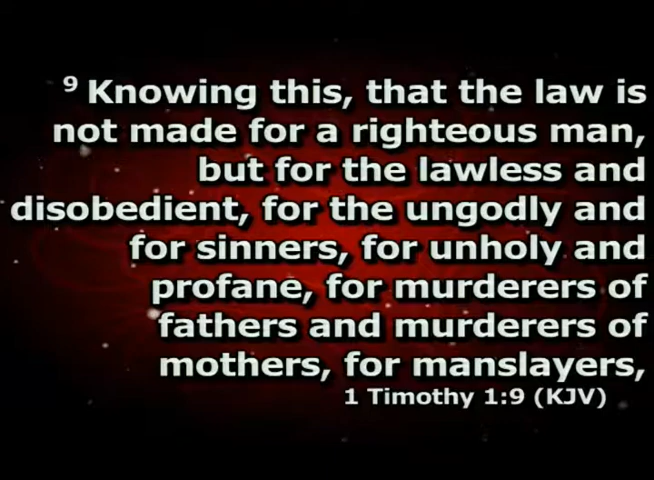 9 Knowing this, that the law is
not made for a righteous man,
but for the lawless and
disobedient, for the ungodly and
for sinners, for unholy and
profane, for murderers of
fathers and murderers of
mothers, for manslayers,
1 Timothy 1:9 (KJV)